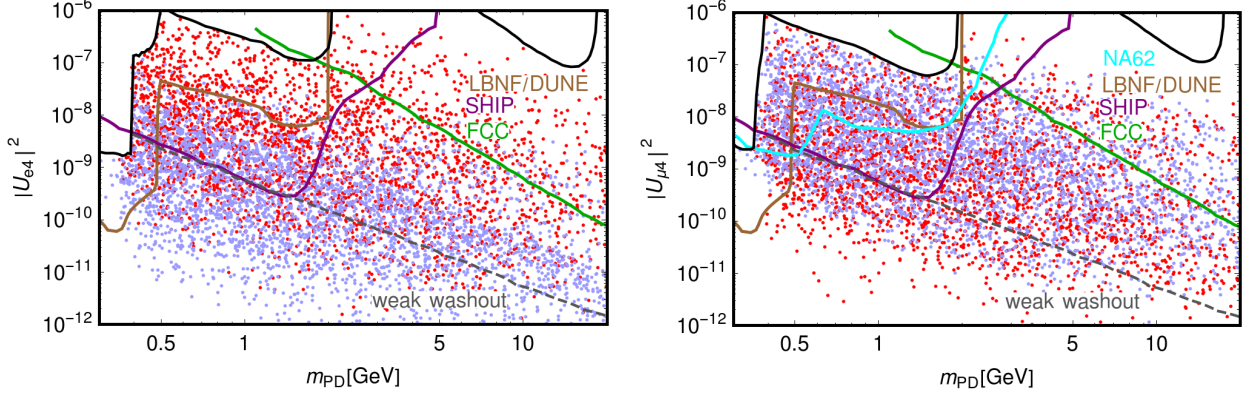 10^-6
10^-7
10^-8
10^-9
10^-10
10^-11
10^-12
|U_e4|^2
LBNF/DUNE
SHIP
FCC
weak washout
0.5 1 5 10
m_PD[GeV]
10^-6
10^-7
10^-8
10^-9
10^-10
10^-11
10^-12
|U_μ4|^2
NA62
LBNF/DUNE
SHIP
FCC
weak washout
0.5 1 5 10
m_PD[GeV]